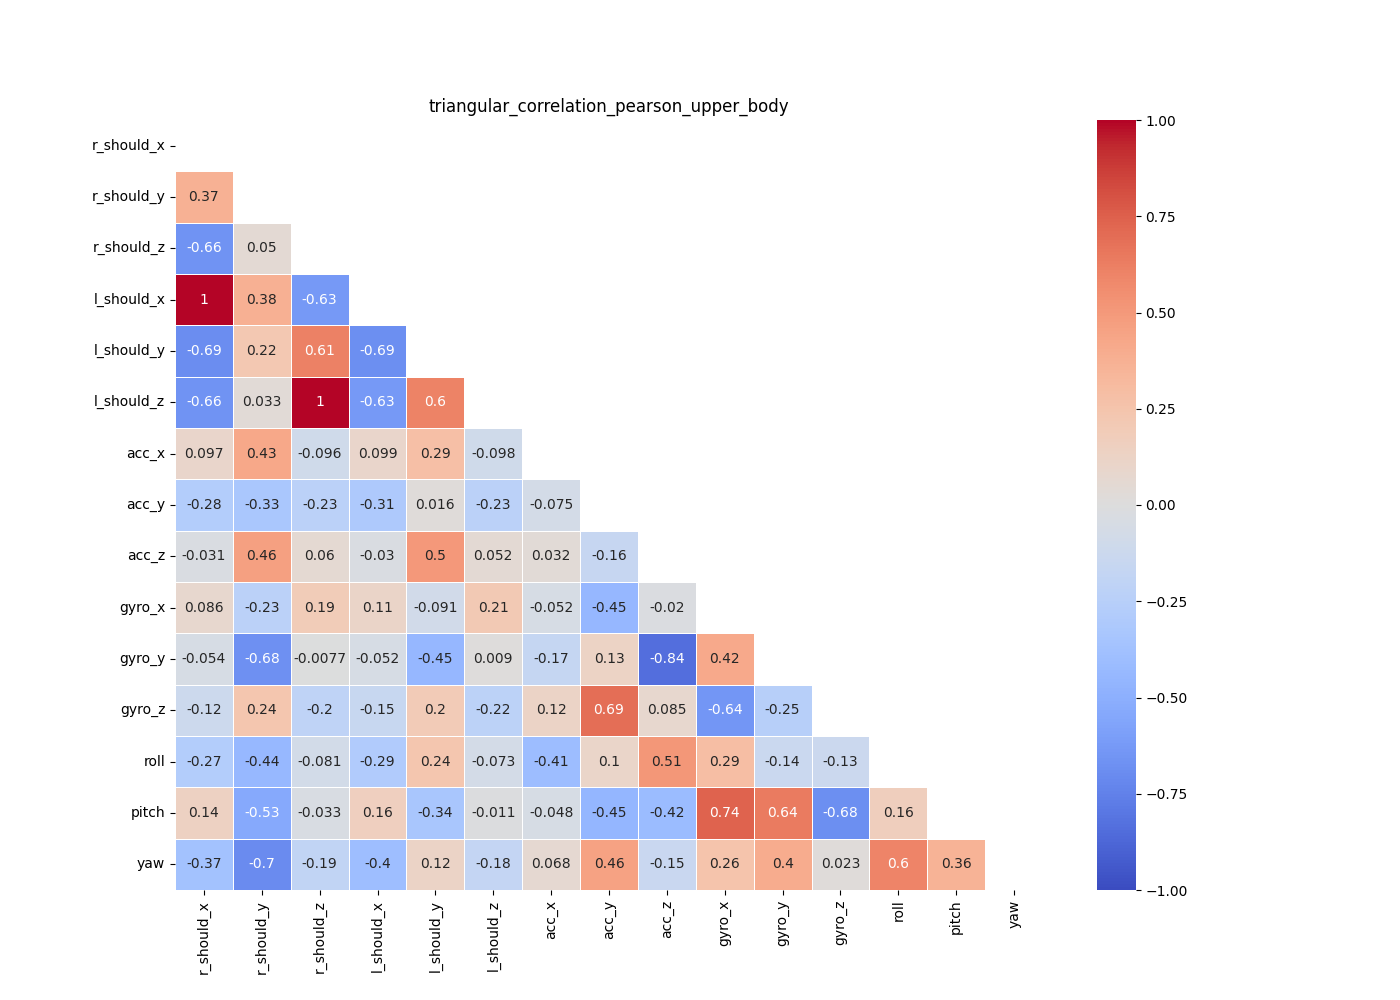 triangular_correlation_pearson_upper_body
r_should_x
r_should_y 0.37
r_should_z -0.66 0.05
l_should_x 1 0.38 -0.63
l_should_y -0.69 0.22 0.61 -0.69
l_should_z -0.66 0.033 1 -0.63 0.6
acc_x 0.097 0.43 -0.096 0.099 0.29 -0.098
acc_y -0.28 -0.33 -0.23 -0.31 0.016 -0.23 -0.075
acc_z -0.031 0.46 0.06 -0.03 0.5 0.052 0.032 -0.16
gyro_x 0.086 -0.23 0.19 0.11 -0.091 0.21 -0.052 -0.45 -0.02
gyro_y -0.054 -0.68 -0.0077 -0.052 -0.45 0.009 -0.17 0.13 -0.84 0.42
gyro_z -0.12 0.24 -0.2 -0.15 0.2 -0.22 0.12 0.69 0.085 -0.64 -0.25
roll -0.27 -0.44 -0.081 -0.29 0.24 -0.073 -0.41 0.1 0.51 0.29 -0.14 -0.13
pitch 0.14 -0.53 -0.033 0.16 -0.34 -0.011 -0.048 -0.45 -0.42 0.74 0.64 -0.68 0.16
yaw -0.37 -0.7 -0.19 -0.4 0.12 -0.18 0.068 0.46 -0.15 0.26 0.4 0.023 0.6 0.36
r_should_x r_should_y r_should_z l_should_x l_should_y l_should_z acc_x acc_y acc_z gyro_x gyro_y gyro_z roll pitch yaw
1.00
0.75
0.50
0.25
0.00
−0.25
−0.50
−0.75
−1.00